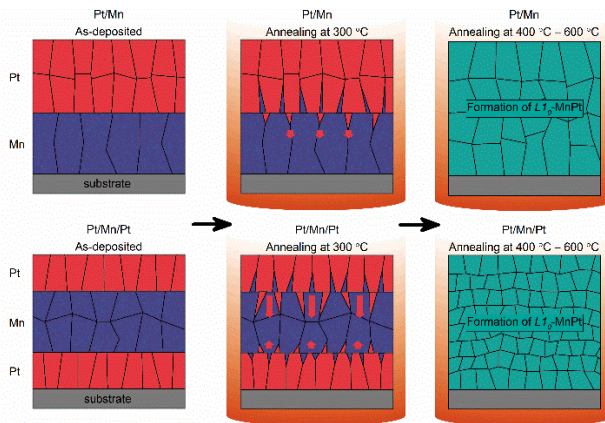 Pt/Mn
As-deposited
Pt/Mn
Annealing at 300 °C
Pt/Mn
Annealing at 400 °C – 600 °C
Pt
Mn
substrate
Formation of L1₀-MnPt
Pt/Mn/Pt
As-deposited
Pt/Mn/Pt
Annealing at 300 °C
Pt/Mn/Pt
Annealing at 400 °C – 600 °C
Pt
Mn
Pt
substrate
Formation of L1₀-MnPt